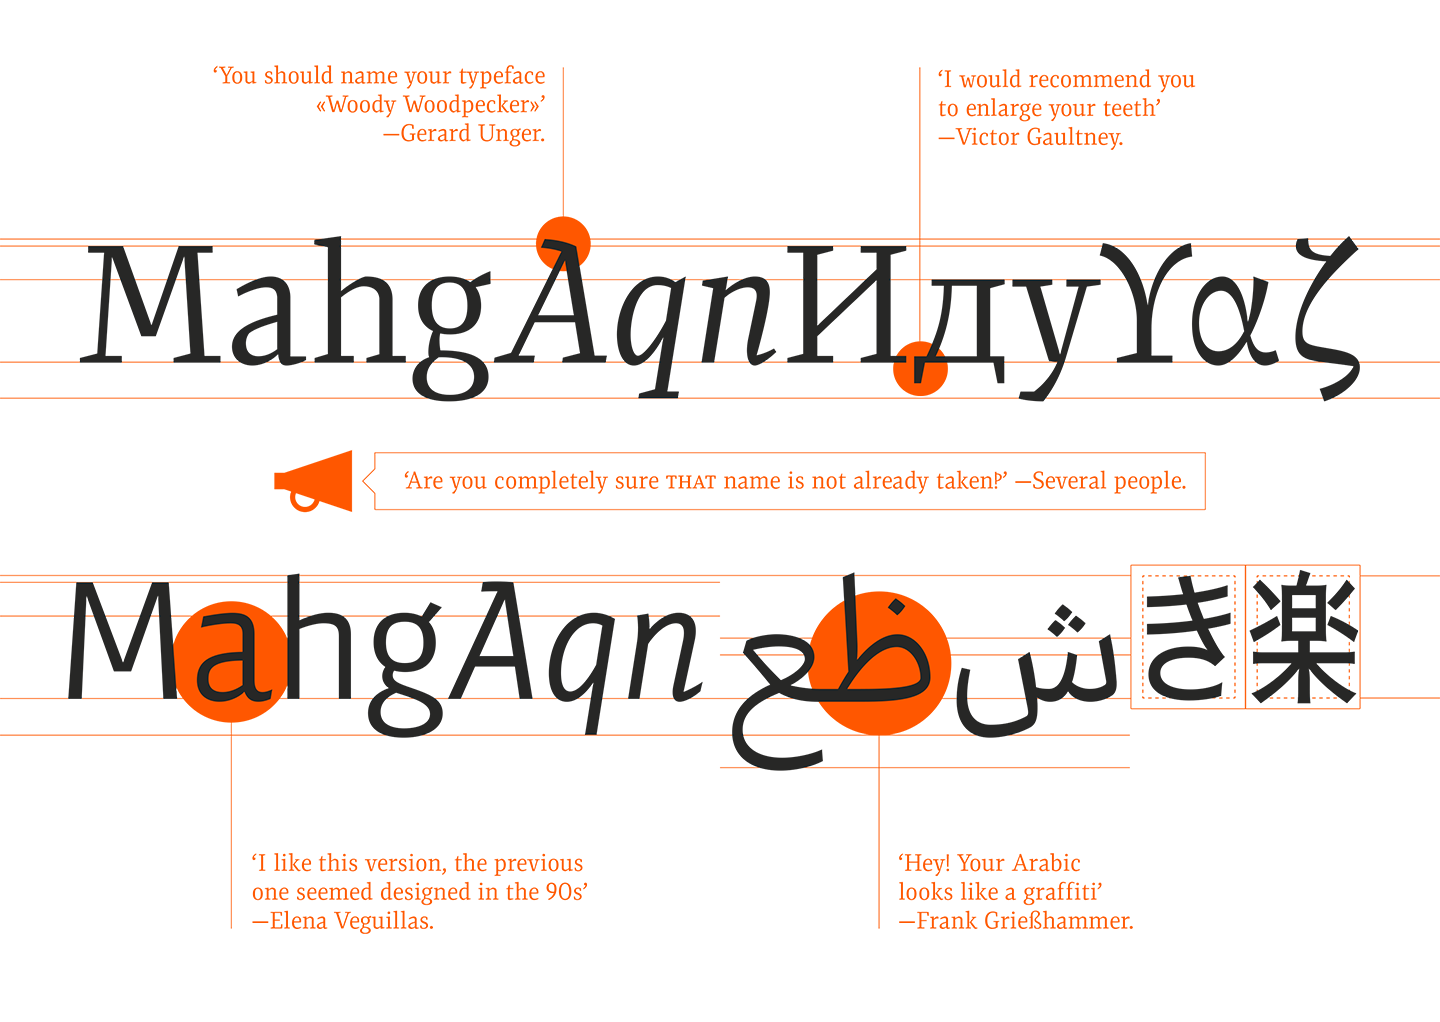 ‘You should name your typeface
«Woody Woodpecker»’
—Gerard Unger.
‘I would recommend you
to enlarge your teeth’
—Victor Gaultney.
MahgAqnИдуϒαζ
‘Are you completely sure THAT name is not already taken‽’ —Several people.
MahgAqn ظع ش き楽
‘I like this version, the previous
one seemed designed in the 90s’
—Elena Veguillas.
‘Hey! Your Arabic
looks like a graffiti’
—Frank Grießhammer.